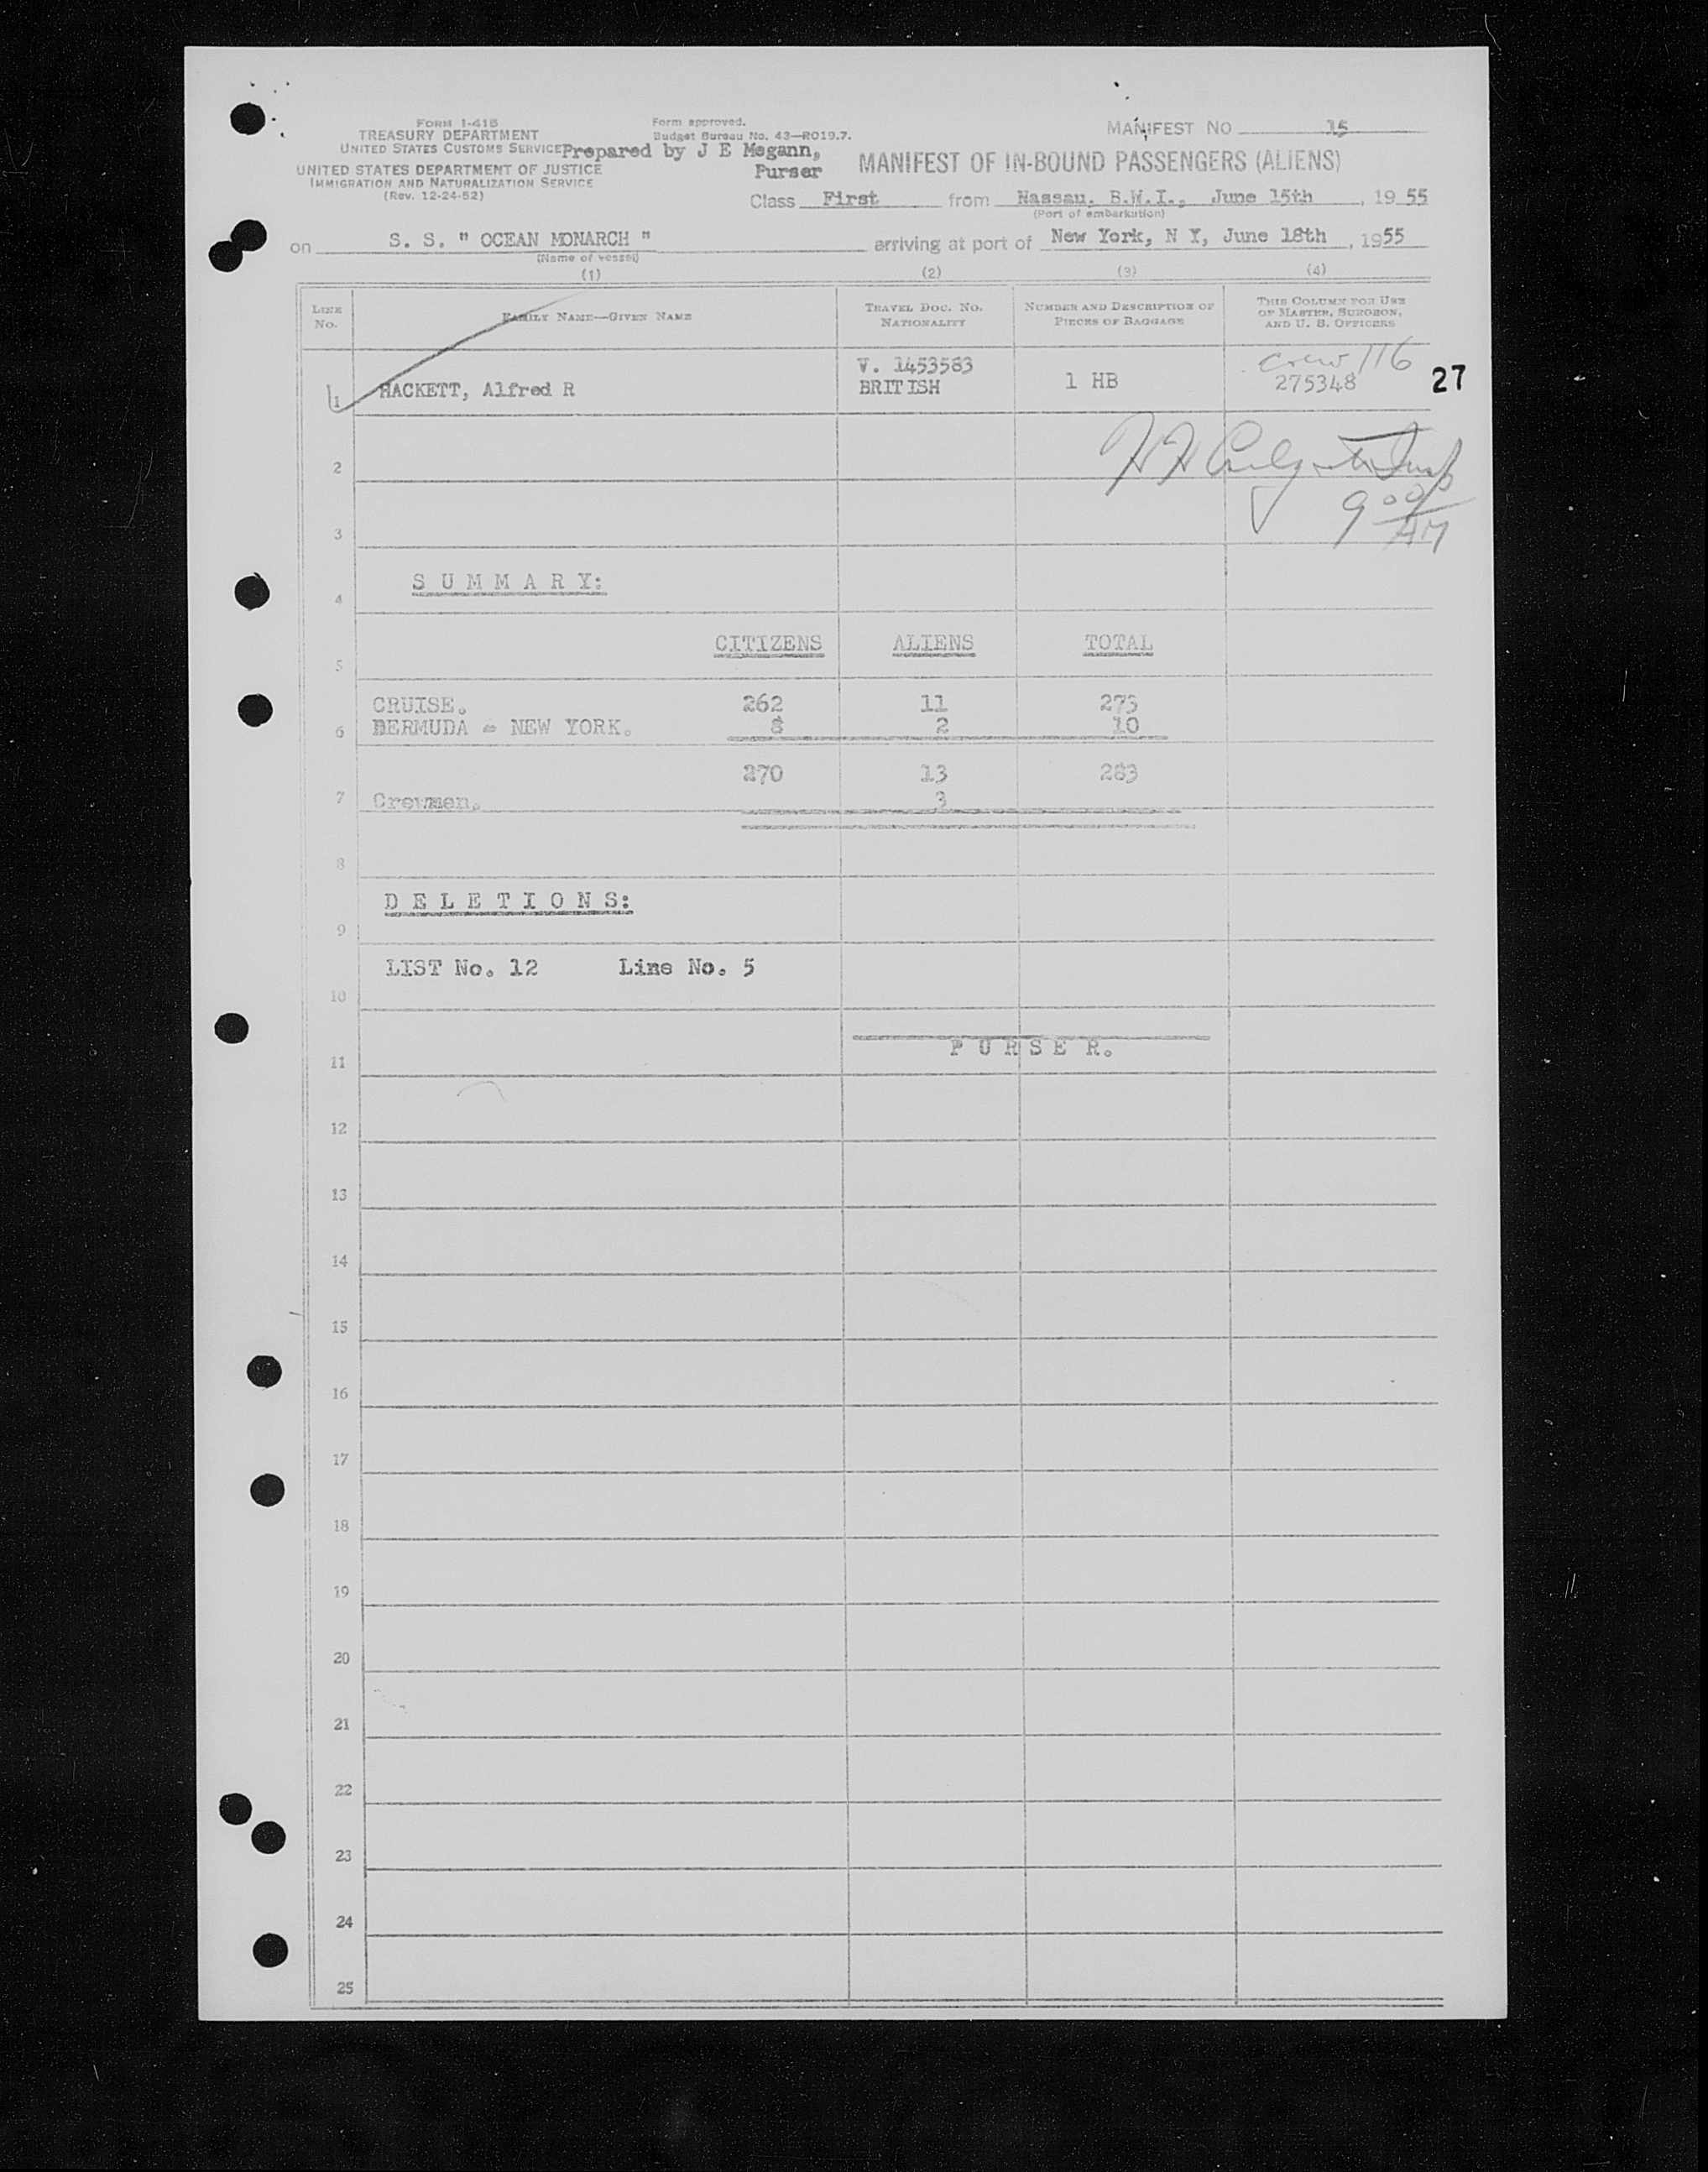 FORM I-418
TREASURY DEPARTMENT
UNITED STATES CUSTOMS SERVICE
UNITED STATES DEPARTMENT OF JUSTICE
IMMIGRATION AND NATURALIZATION SERVICE
(Rev. 12-24-52)
Form approved.
Budget Bureau No. 43—R019.7.
Prepared by J E Megann,
Purser
MANIFEST NO 15
MANIFEST OF IN-BOUND PASSENGERS (ALIENS)
Class First from Nassau. B.W.I., June 15th, 19 55
(Port of embarkation)
on S. S. " OCEAN MONARCH " arriving at port of New York, N Y, June 18th, 1955
(Name of vessel)
(1) (2) (3) (4)
LINE NO.
FAMILY NAME—GIVEN NAME
TRAVEL DOC. NO. NATIONALITY
NUMBER AND DESCRIPTION OF PIECES OF BAGGAGE
THIS COLUMN FOR USE OF MASTER, SURGEON, AND U. S. OFFICERS
crew 116
V. 1453583
1 HACKETT, Alfred R BRITISH 1 HB 275348 27
2
9 00 AM
3
4 S U M M A R Y:
5 CITIZENS ALIENS TOTAL
CRUISE. 262 11 273
6 BERMUDA - NEW YORK. 8 2 10
270 13 283
7 Crewmen. 3
8
9 D E L E T I O N S:
10 LIST No. 12 Line No. 5
11 P U R S E R.
12
13
14
15
16
17
18
19
20
21
22
23
24
25